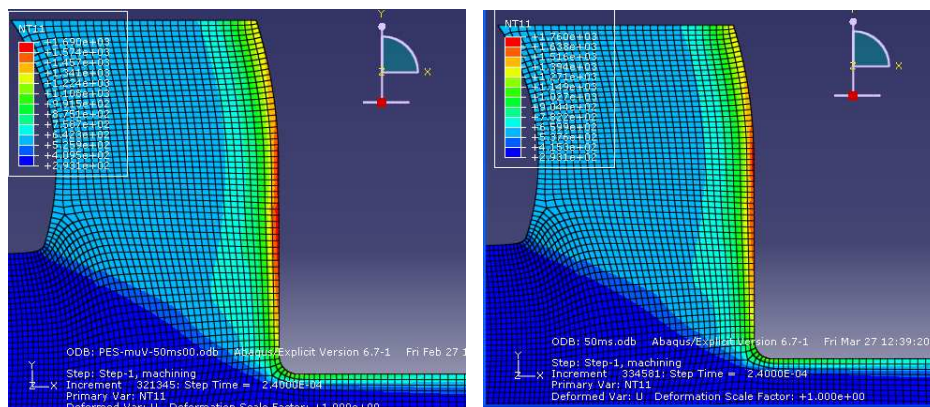 NT11
+1.690e+03
+1.574e+03
+1.457e+03
+1.341e+03
+1.224e+03
+1.108e+03
+9.915e+02
+8.751e+02
+7.587e+02
+6.423e+02
+5.259e+02
+4.095e+02
+2.931e+02
Y
Z
X
ODB: PES-muV-50ms00.odb Abaqus/Explicit Version 6.7-1 Fri Feb 27 1
Step: Step-1, machining
Increment 321345: Step Time = 2.4000E-04
Primary Var: NT11
Deformed Var: U Deformation Scale Factor: +1.000e+00
Y
Z
X
NT11
+1.760e+03
+1.638e+03
+1.516e+03
+1.394e+03
+1.271e+03
+1.149e+03
+1.027e+03
+9.044e+02
+7.822e+02
+6.599e+02
+5.376e+02
+4.153e+02
+2.931e+02
Y
Z
X
ODB: 50ms.odb Abaqus/Explicit Version 6.7-1 Fri Mar 27 12:39:20
Step: Step-1, machining
Increment 334581: Step Time = 2.4000E-04
Primary Var: NT11
Deformed Var: U Deformation Scale Factor: +1.000e+00
Y
Z
X